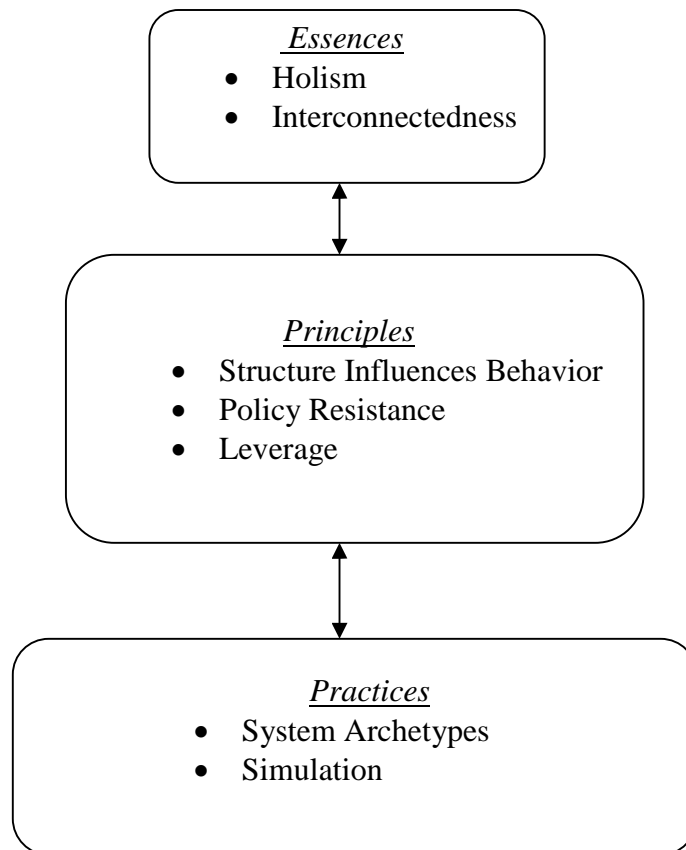 Essences
• Holism
• Interconnectedness
Principles
• Structure Influences Behavior
• Policy Resistance
• Leverage
Practices
• System Archetypes
• Simulation